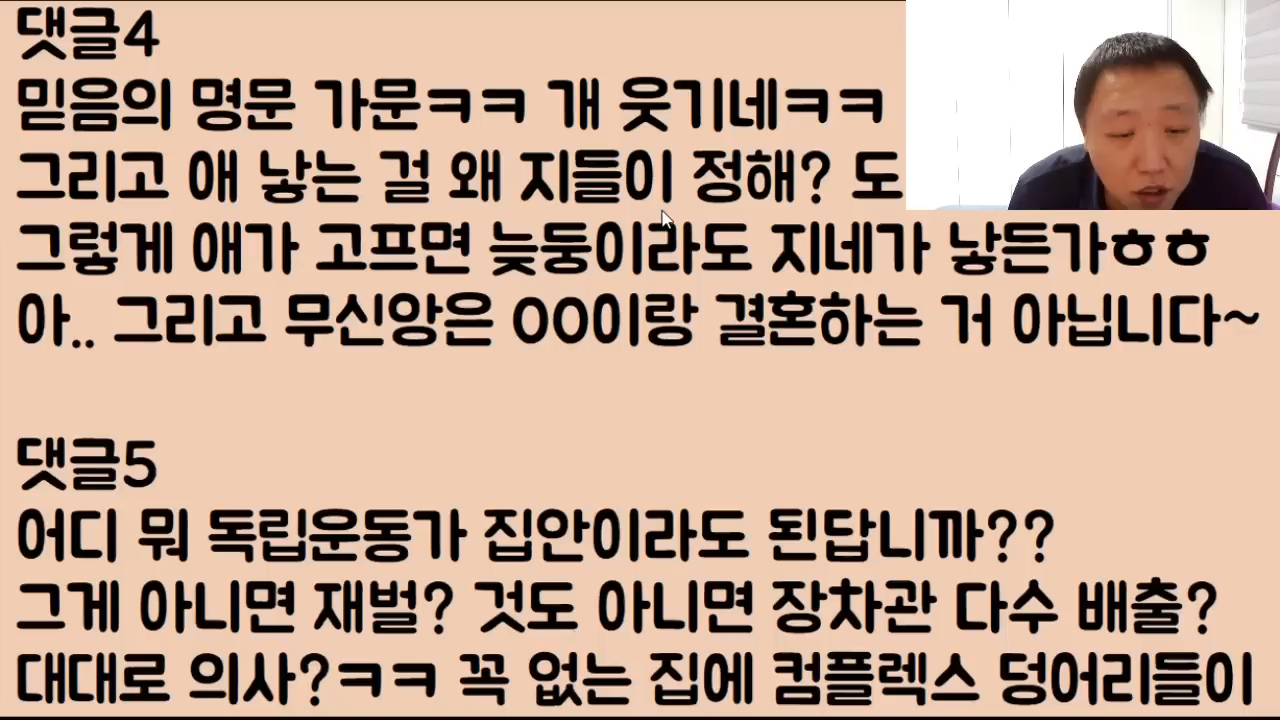 댓글4
믿음의 명문 가문ㅋㅋ 개 웃기네ㅋㅋ
그리고 애 낳는 걸 왜 지들이 정해? 도
그렇게 애가 고프면 늦둥이라도 지네가 낳든가ㅎㅎ
아.. 그리고 무신앙은 OO이랑 결혼하는 거 아닙니다~
댓글5
어디 뭐 독립운동가 집안이라도 된답니까??
그게 아니면 재벌? 것도 아니면 장차관 다수 배출?
대대로 의사?ㅋㅋ 꼭 없는 집에 컴플렉스 덩어리들이